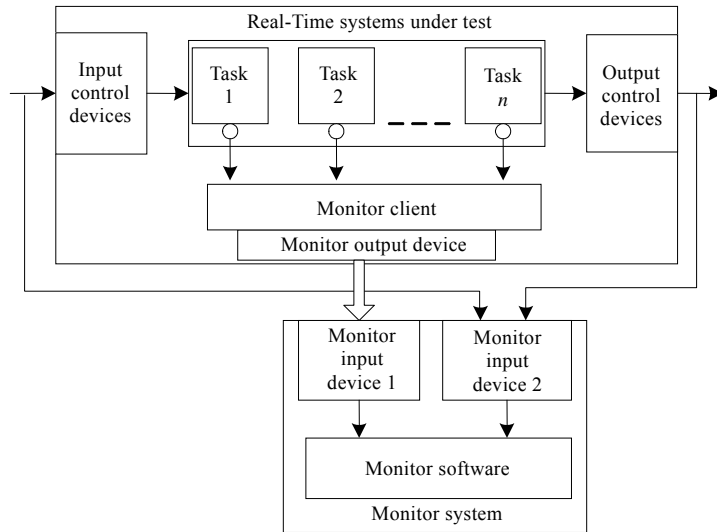 Real-Time systems under test
Input
control
devices
Task
1
Task
2
Task
n
Output
control
devices
Monitor client
Monitor output device
Monitor
input
device 1
Monitor
input
device 2
Monitor software
Monitor system